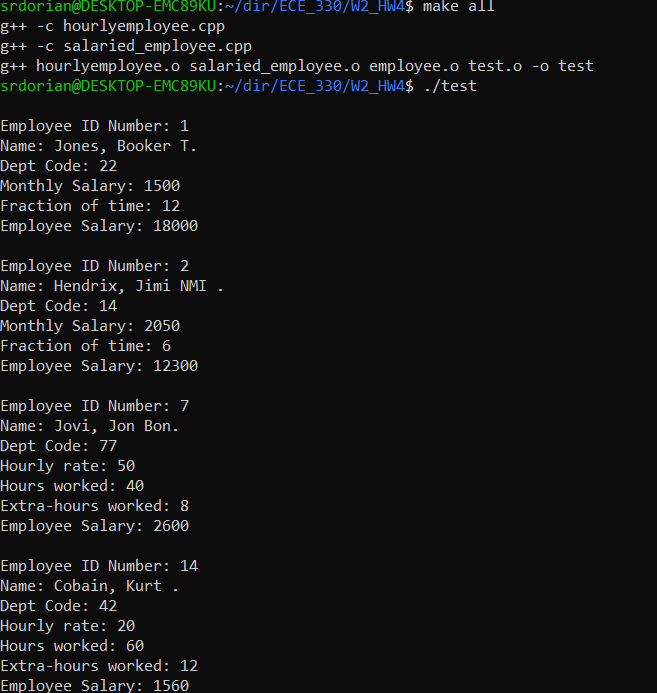 srdorian@DESKTOP-EMC89KU:~/dir/ECE_330/W2_HW4$ make all
g++ -c hourlyemployee.cpp
g++ -c salaried_employee.cpp
g++ hourlyemployee.o salaried_employee.o employee.o test.o -o test
srdorian@DESKTOP-EMC89KU:~/dir/ECE_330/W2_HW4$ ./test
Employee ID Number: 1
Name: Jones, Booker T.
Dept Code: 22
Monthly Salary: 1500
Fraction of time: 12
Employee Salary: 18000
Employee ID Number: 2
Name: Hendrix, Jimi NMI .
Dept Code: 14
Monthly Salary: 2050
Fraction of time: 6
Employee Salary: 12300
Employee ID Number: 7
Name: Jovi, Jon Bon.
Dept Code: 77
Hourly rate: 50
Hours worked: 40
Extra-hours worked: 8
Employee Salary: 2600
Employee ID Number: 14
Name: Cobain, Kurt .
Dept Code: 42
Hourly rate: 20
Hours worked: 60
Extra-hours worked: 12
Employee Salary: 1560